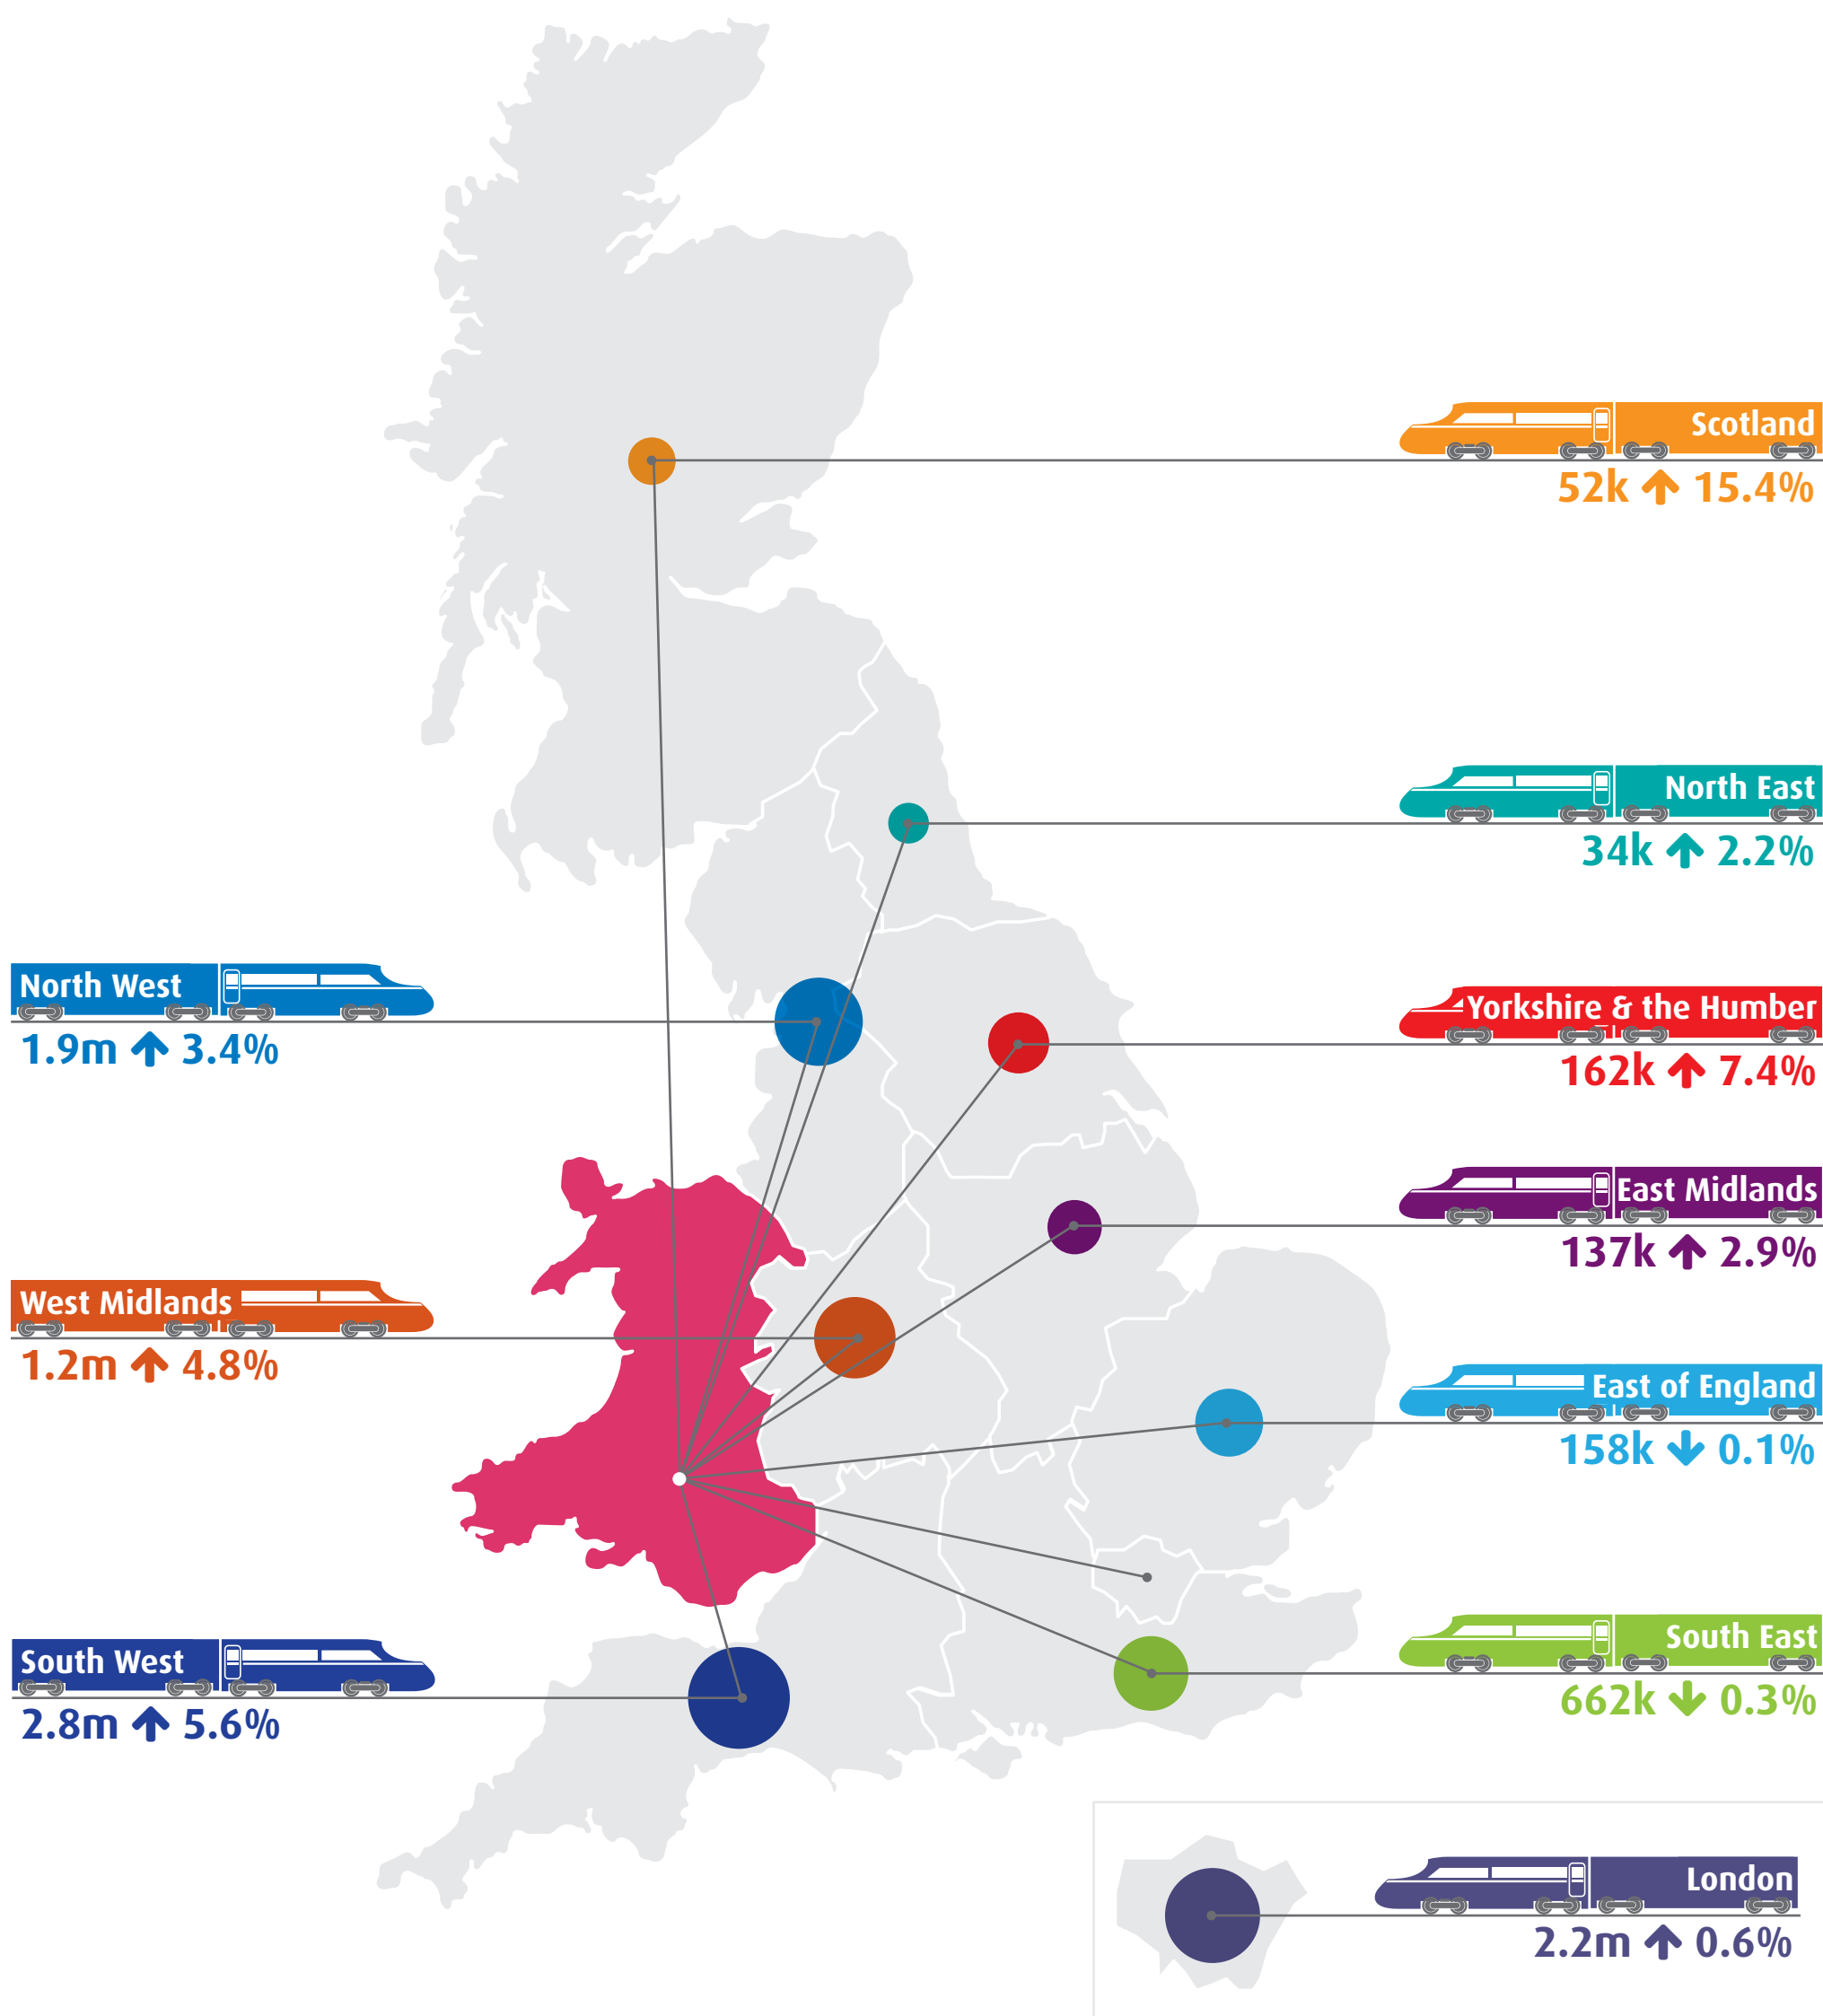 Scotland
52k ↑ 15.4%
North East
34k ↑ 2.2%
North West
1.9m ↑ 3.4%
Yorkshire & the Humber
162k ↑ 7.4%
East Midlands
137k ↑ 2.9%
West Midlands
1.2m ↑ 4.8%
East of England
158k ↓ 0.1%
South East
662k ↓ 0.3%
South West
2.8m ↑ 5.6%
London
2.2m ↑ 0.6%